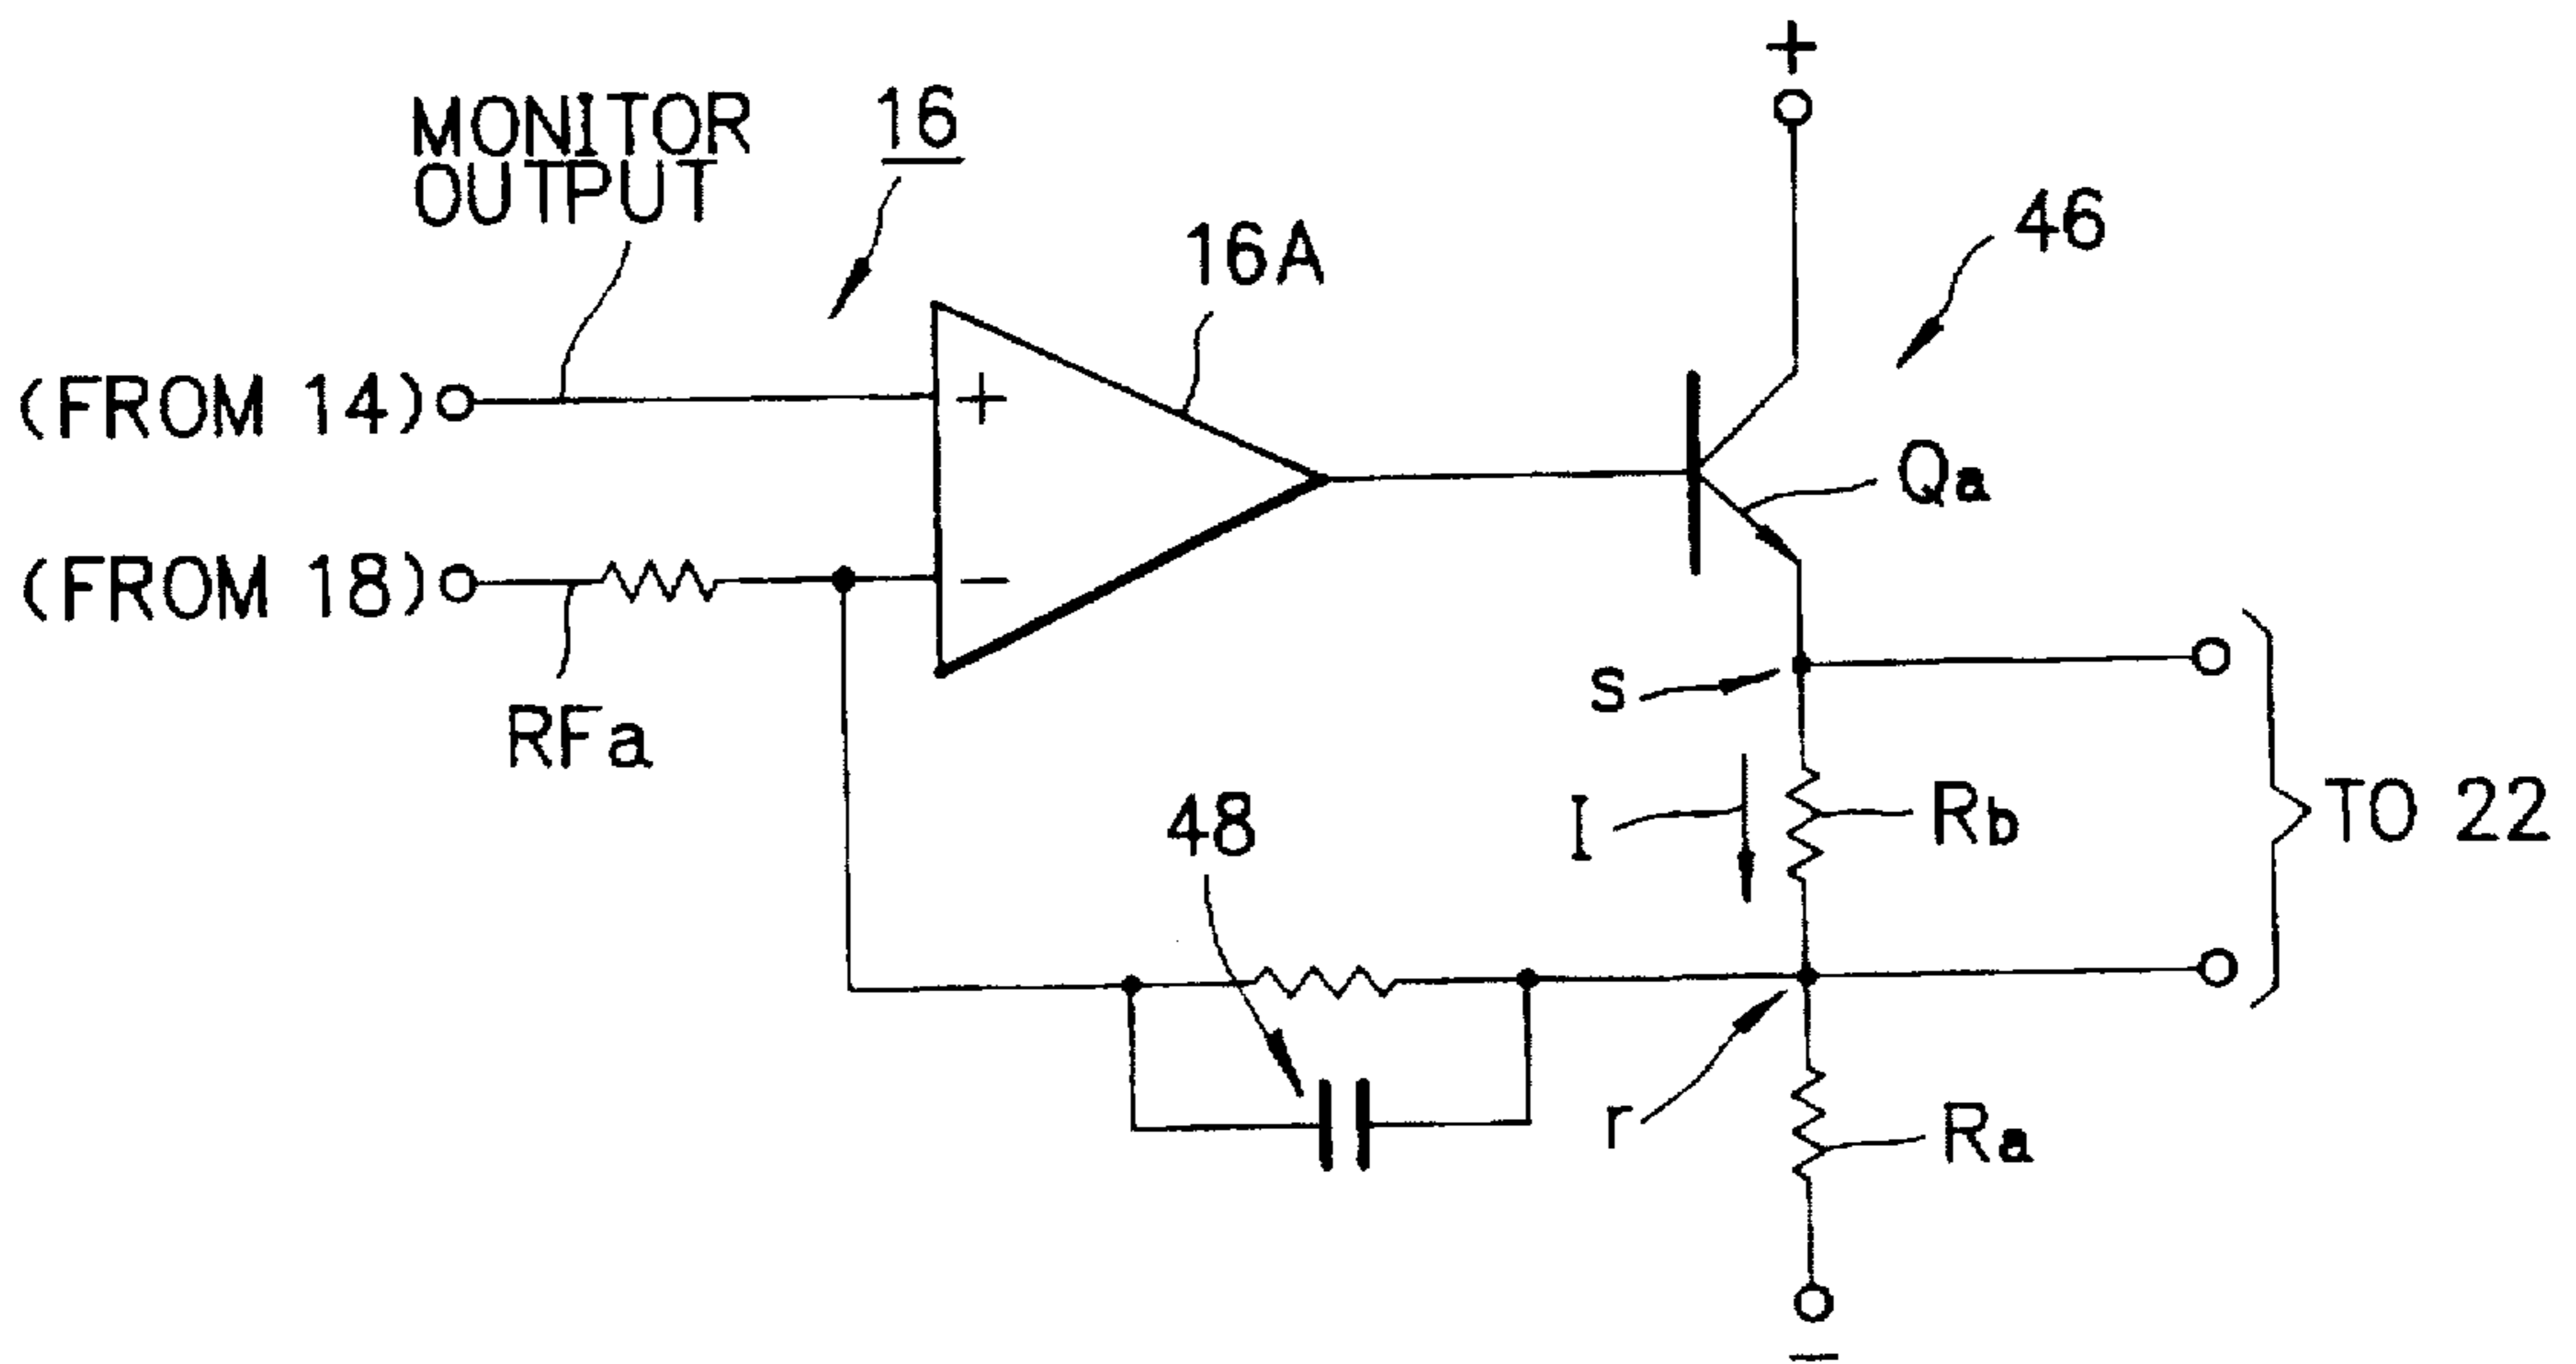 MONITOR
OUTPUT
16
16A
+
46
(FROM 14)
+
Qa
(FROM 18)
−
RFa
S
I
Rb
TO 22
48
r
Ra
−